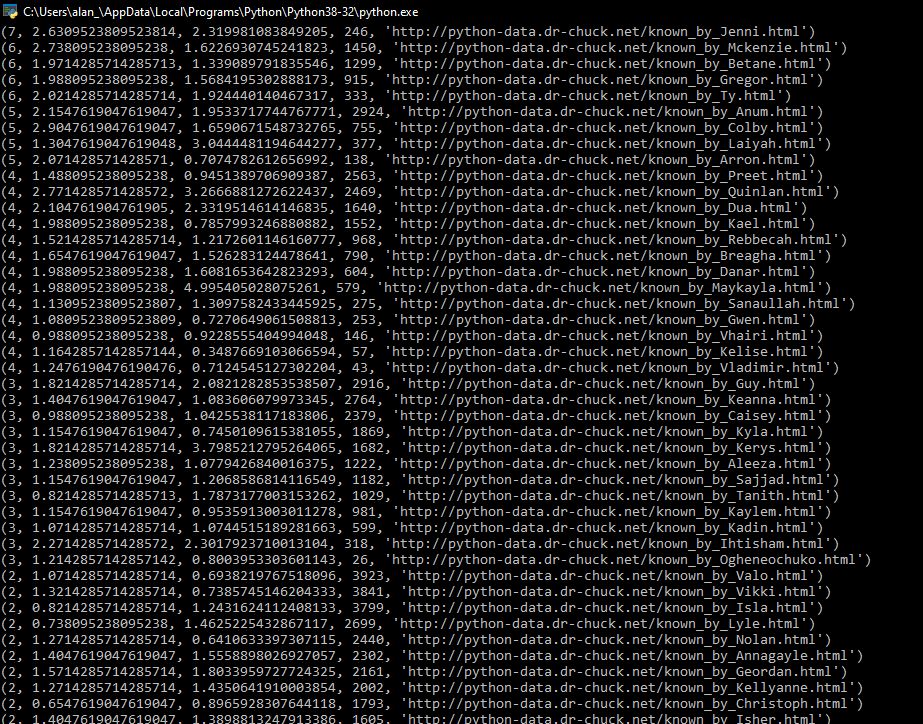 C:\Users\alan_\AppData\Local\Programs\Python\Python38-32\python.exe
(7, 2.6309523809523814, 2.319981083849205, 246, 'http://python-data.dr-chuck.net/known_by_Jenni.html')
(6, 2.738095238095238, 1.6226930745241823, 1450, 'http://python-data.dr-chuck.net/known_by_Mckenzie.html')
(6, 1.9714285714285713, 1.339089791835546, 1299, 'http://python-data.dr-chuck.net/known_by_Betane.html')
(6, 1.988095238095238, 1.5684195302888173, 915, 'http://python-data.dr-chuck.net/known_by_Gregor.html')
(6, 2.0214285714285714, 1.924440140467317, 333, 'http://python-data.dr-chuck.net/known_by_Ty.html')
(5, 2.1547619047619047, 1.9533717744767771, 2924, 'http://python-data.dr-chuck.net/known_by_Anum.html')
(5, 2.9047619047619047, 1.6590671548732765, 755, 'http://python-data.dr-chuck.net/known_by_Colby.html')
(5, 1.3047619047619048, 3.0444481194644277, 377, 'http://python-data.dr-chuck.net/known_by_Laiyah.html')
(5, 2.071428571428571, 0.7074782612656992, 138, 'http://python-data.dr-chuck.net/known_by_Arron.html')
(4, 1.488095238095238, 0.9451389706909387, 2563, 'http://python-data.dr-chuck.net/known_by_Preet.html')
(4, 2.771428571428572, 3.2666881272622437, 2469, 'http://python-data.dr-chuck.net/known_by_Quinlan.html')
(4, 2.104761904761905, 2.3319514614146835, 1640, 'http://python-data.dr-chuck.net/known_by_Dua.html')
(4, 1.988095238095238, 0.7857993246880882, 1552, 'http://python-data.dr-chuck.net/known_by_Kael.html')
(4, 1.5214285714285714, 1.2172601146160777, 968, 'http://python-data.dr-chuck.net/known_by_Rebbecah.html')
(4, 1.6547619047619047, 1.526283124478641, 790, 'http://python-data.dr-chuck.net/known_by_Breagha.html')
(4, 1.988095238095238, 1.6081653642823293, 604, 'http://python-data.dr-chuck.net/known_by_Danar.html')
(4, 1.988095238095238, 4.995405028075261, 579, 'http://python-data.dr-chuck.net/known_by_Maykayla.html')
(4, 1.1309523809523807, 1.3097582433445925, 275, 'http://python-data.dr-chuck.net/known_by_Sanaullah.html')
(4, 1.0809523809523809, 0.7270649061508813, 253, 'http://python-data.dr-chuck.net/known_by_Gwen.html')
(4, 0.988095238095238, 0.9228555404994048, 146, 'http://python-data.dr-chuck.net/known_by_Vhairi.html')
(4, 1.1642857142857144, 0.3487669103066594, 57, 'http://python-data.dr-chuck.net/known_by_Kelise.html')
(4, 1.2476190476190476, 0.7124545127302204, 43, 'http://python-data.dr-chuck.net/known_by_Vladimir.html')
(3, 1.8214285714285714, 2.0821282853538507, 2916, 'http://python-data.dr-chuck.net/known_by_Guy.html')
(3, 1.4047619047619047, 1.083606079973345, 2764, 'http://python-data.dr-chuck.net/known_by_Keanna.html')
(3, 0.988095238095238, 1.0425538117183806, 2379, 'http://python-data.dr-chuck.net/known_by_Caisey.html')
(3, 1.1547619047619047, 0.7450109615381055, 1869, 'http://python-data.dr-chuck.net/known_by_Kyla.html')
(3, 1.8214285714285714, 3.7985212795264065, 1682, 'http://python-data.dr-chuck.net/known_by_Kerys.html')
(3, 1.238095238095238, 1.0779426840016375, 1222, 'http://python-data.dr-chuck.net/known_by_Aleeza.html')
(3, 1.1547619047619047, 1.2068586814116549, 1182, 'http://python-data.dr-chuck.net/known_by_Sajjad.html')
(3, 0.8214285714285713, 1.7873177003153262, 1029, 'http://python-data.dr-chuck.net/known_by_Tanith.html')
(3, 1.1547619047619047, 0.9535913003011278, 981, 'http://python-data.dr-chuck.net/known_by_Kaylem.html')
(3, 1.0714285714285714, 1.0744515189281663, 599, 'http://python-data.dr-chuck.net/known_by_Kadin.html')
(3, 2.271428571428572, 2.3017923710013104, 318, 'http://python-data.dr-chuck.net/known_by_Ihtisham.html')
(3, 1.2142857142857142, 0.8003953303601143, 26, 'http://python-data.dr-chuck.net/known_by_Ogheneochuko.html')
(2, 1.0714285714285714, 0.6938219767518096, 3923, 'http://python-data.dr-chuck.net/known_by_Valo.html')
(2, 1.3214285714285714, 0.7385745146204333, 3841, 'http://python-data.dr-chuck.net/known_by_Vikki.html')
(2, 0.8214285714285714, 1.2431624112408133, 3799, 'http://python-data.dr-chuck.net/known_by_Isla.html')
(2, 0.738095238095238, 1.4625225432867117, 2699, 'http://python-data.dr-chuck.net/known_by_Lyle.html')
(2, 1.2714285714285714, 0.6410633397307115, 2440, 'http://python-data.dr-chuck.net/known_by_Nolan.html')
(2, 1.4047619047619047, 1.5558898026927057, 2302, 'http://python-data.dr-chuck.net/known_by_Annagayle.html')
(2, 1.5714285714285714, 1.8033959727724325, 2161, 'http://python-data.dr-chuck.net/known_by_Geordan.html')
(2, 1.2714285714285714, 1.4350641910003854, 2002, 'http://python-data.dr-chuck.net/known_by_Kellyanne.html')
(2, 0.6547619047619047, 0.8965928307644118, 1793, 'http://python-data.dr-chuck.net/known_by_Christoph.html')
(2, 1.4047619047619047, 1.3898813247913386, 1605, 'http://python-data.dr-chuck.net/known_by_Isher.html')